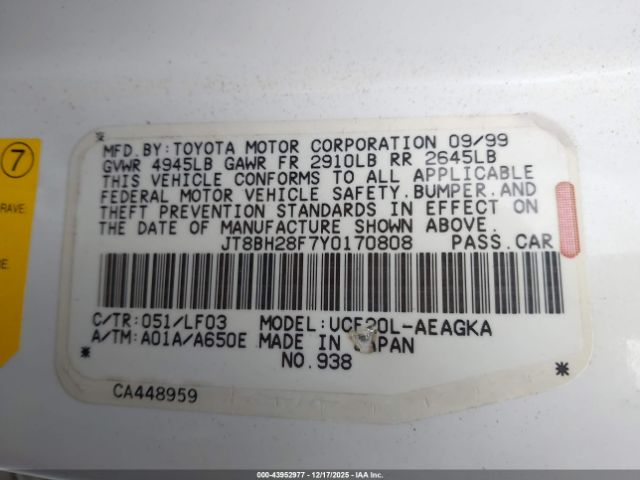 7
RAVE.
RE.
MFD.BY:TOYOTA MOTOR CORPORATION 09/99
GVWR 4945LB GAWR FR 2910LB RR 2645LB
THIS VEHICLE CONFORMS TO ALL APPLICABLE
FEDERAL MOTOR VEHICLE SAFETY,BUMPER,AND
THEFT PREVENTION STANDARDS IN EFFECT ON
THE DATE OF MANUFACTURE SHOWN ABOVE.
JT8BH28F7Y0170808 PASS.CAR
C/TR:051/LF03 MODEL:UCF20L-AEAGKA
A/TM:A01A/A650E MADE IN JAPAN
* NO.938 *
CA448959
000-43952977 - 12/17/2025 - IAAI Inc.